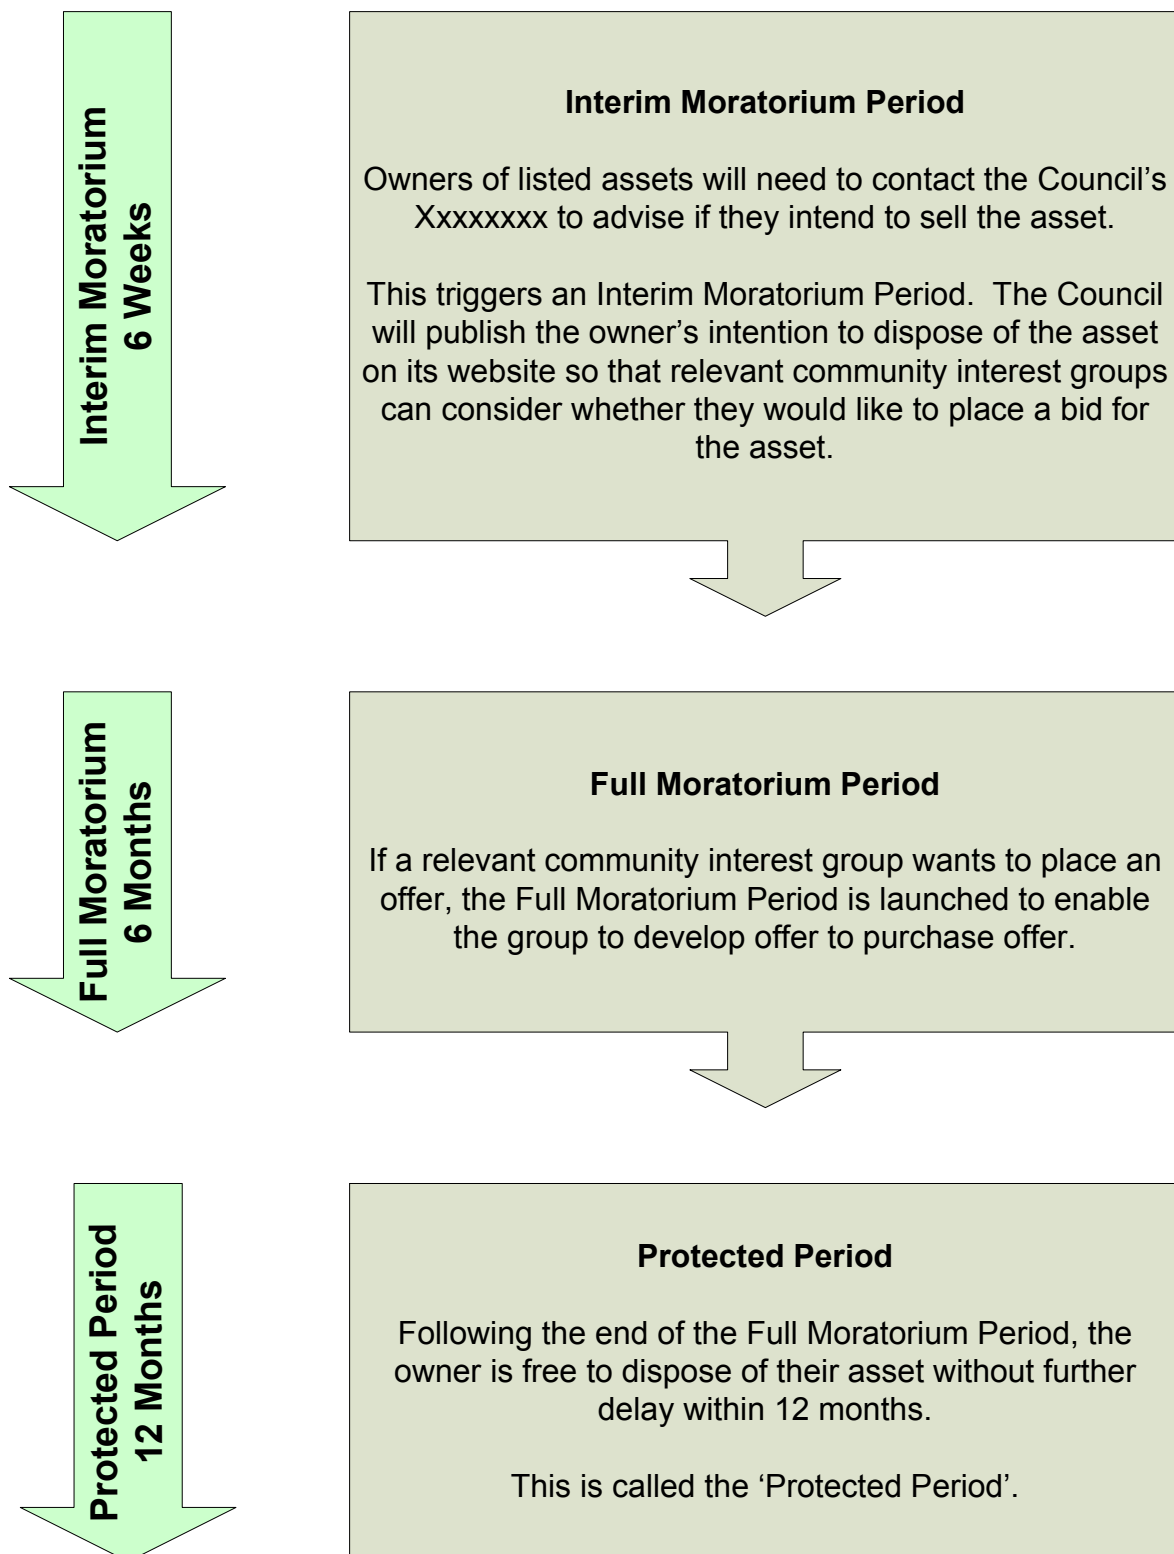 Interim Moratorium
6 Weeks
Interim Moratorium Period
Owners of listed assets will need to contact the Council’s
Xxxxxxxx to advise if they intend to sell the asset.
This triggers an Interim Moratorium Period.  The Council
will publish the owner’s intention to dispose of the asset
on its website so that relevant community interest groups
can consider whether they would like to place a bid for
the asset.
Full Moratorium
6 Months
Full Moratorium Period
If a relevant community interest group wants to place an
offer, the Full Moratorium Period is launched to enable
the group to develop offer to purchase offer.
Protected Period
12 Months
Protected Period
Following the end of the Full Moratorium Period, the
owner is free to dispose of their asset without further
delay within 12 months.
This is called the ‘Protected Period’.